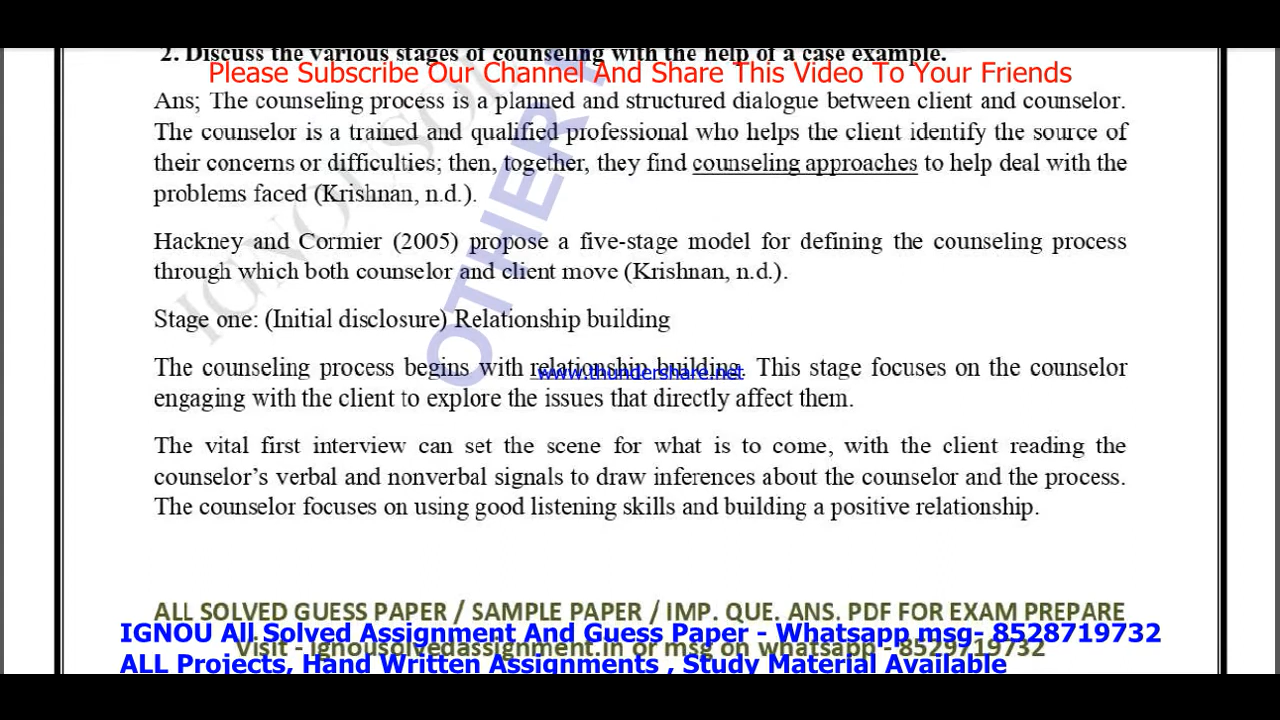 2. Discuss the various stages of counseling with the help of a case example.
Please Subscribe Our Channel And Share This Video To Your Friends
Ans; The counseling process is a planned and structured dialogue between client and counselor.
The counselor is a trained and qualified professional who helps the client identify the source of
their concerns or difficulties; then, together, they find counseling approaches to help deal with the
problems faced (Krishnan, n.d.).
Hackney and Cormier (2005) propose a five-stage model for defining the counseling process
through which both counselor and client move (Krishnan, n.d.).
Stage one: (Initial disclosure) Relationship building
The counseling process begins with relationship building. This stage focuses on the counselor
www.thundershare.net
engaging with the client to explore the issues that directly affect them.
The vital first interview can set the scene for what is to come, with the client reading the
counselor’s verbal and nonverbal signals to draw inferences about the counselor and the process.
The counselor focuses on using good listening skills and building a positive relationship.
OTHER
ALL SOLVED GUESS PAPER / SAMPLE PAPER / IMP. QUE. ANS. PDF FOR EXAM PREPARE
IGNOU All Solved Assignment And Guess Paper - Whatsapp msg- 8528719732
Visit - ignousolvedassignment.in or msg on whatsapp - 8529719732
ALL Projects, Hand Written Assignments , Study Material Available